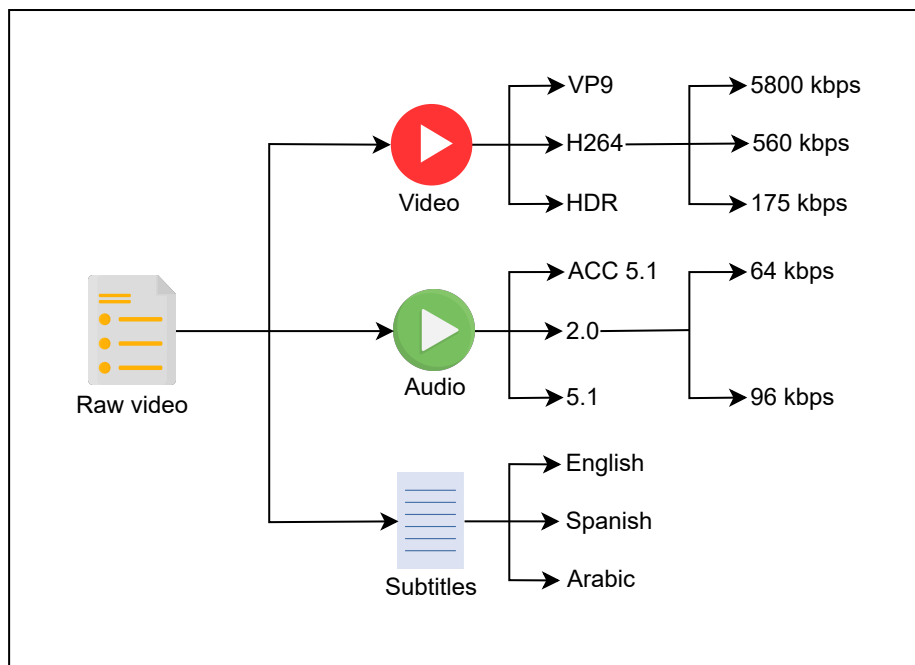 Raw video
Video
VP9
H264
HDR
5800 kbps
560 kbps
175 kbps
Audio
ACC 5.1
2.0
5.1
64 kbps
96 kbps
Subtitles
English
Spanish
Arabic